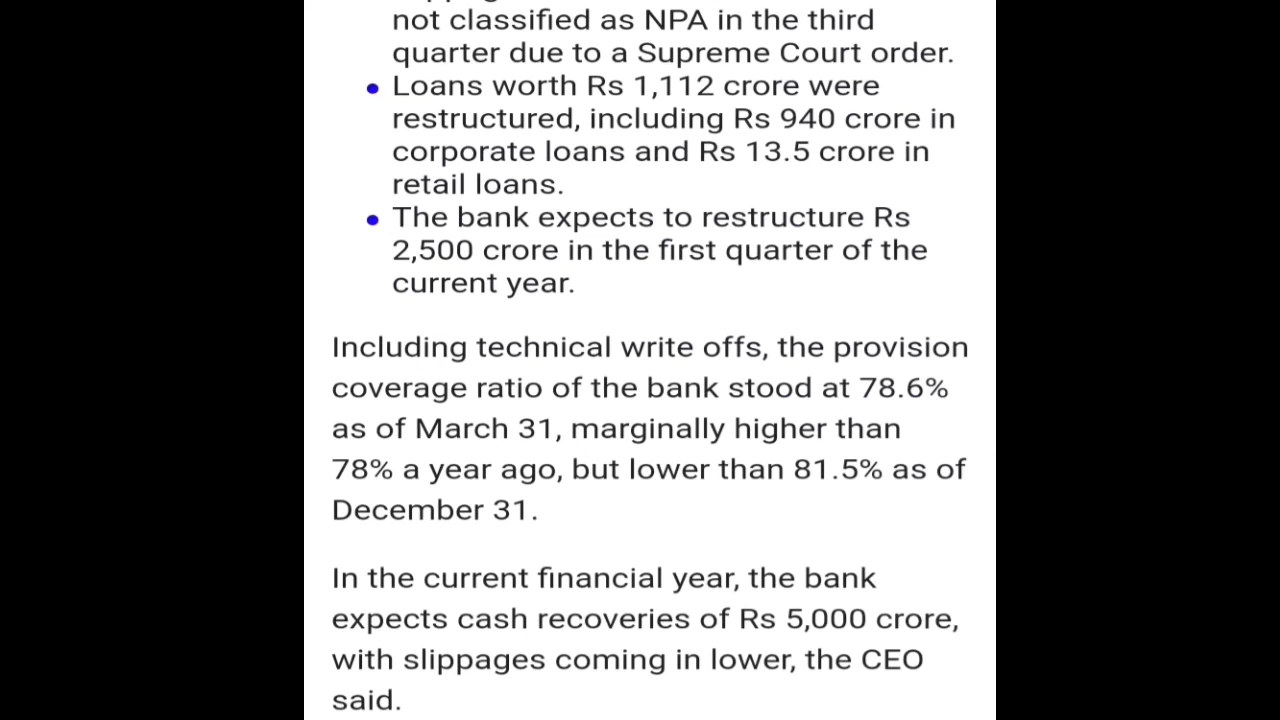 not classified as NPA in the third
quarter due to a Supreme Court order.
Loans worth Rs 1,112 crore were
restructured, including Rs 940 crore in
corporate loans and Rs 13.5 crore in
retail loans.
The bank expects to restructure Rs
2,500 crore in the first quarter of the
current year.
Including technical write offs, the provision
coverage ratio of the bank stood at 78.6%
as of March 31, marginally higher than
78% a year ago, but lower than 81.5% as of
December 31.
In the current financial year, the bank
expects cash recoveries of Rs 5,000 crore,
with slippages coming in lower, the CEO
said.